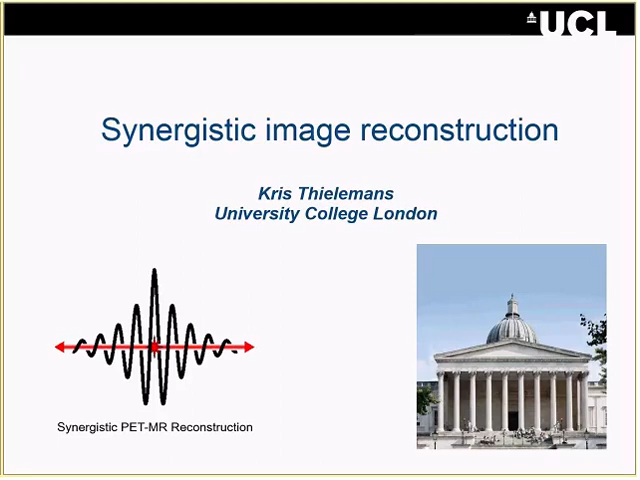 UCL
Synergistic image reconstruction
Kris Thielemans
University College London
Synergistic PET-MR Reconstruction